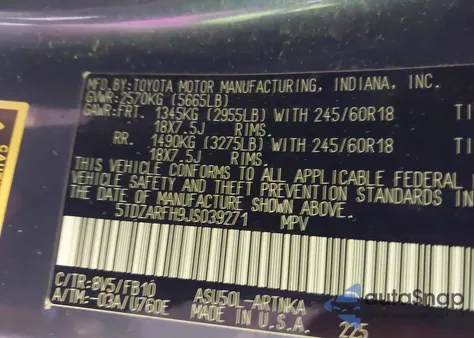 MFD. BY: TOYOTA MOTOR MANUFACTURING, INDIANA, INC.
GVWR: 2570KG (5665LB)
GAWR: FRT. 1345KG (2955LB) WITH 245/60R18 TI
18X7.5J RIMS.
RR. 1490KG (3275LB) WITH 245/60R18 TI
18X7.5J RIMS.
THIS VEHICLE CONFORMS TO ALL APPLICABLE FEDERAL
VEHICLE SAFETY AND THEFT PREVENTION STANDARDS IN
THE DATE OF MANUFACTURE SHOWN ABOVE.
5TDZARFH9JS039271 MPV
C/TR: 8V5/FB10 ASU50L-ARTNKA
A/TM: -03A/U760E MADE IN U.S.A. 225
autoSnap